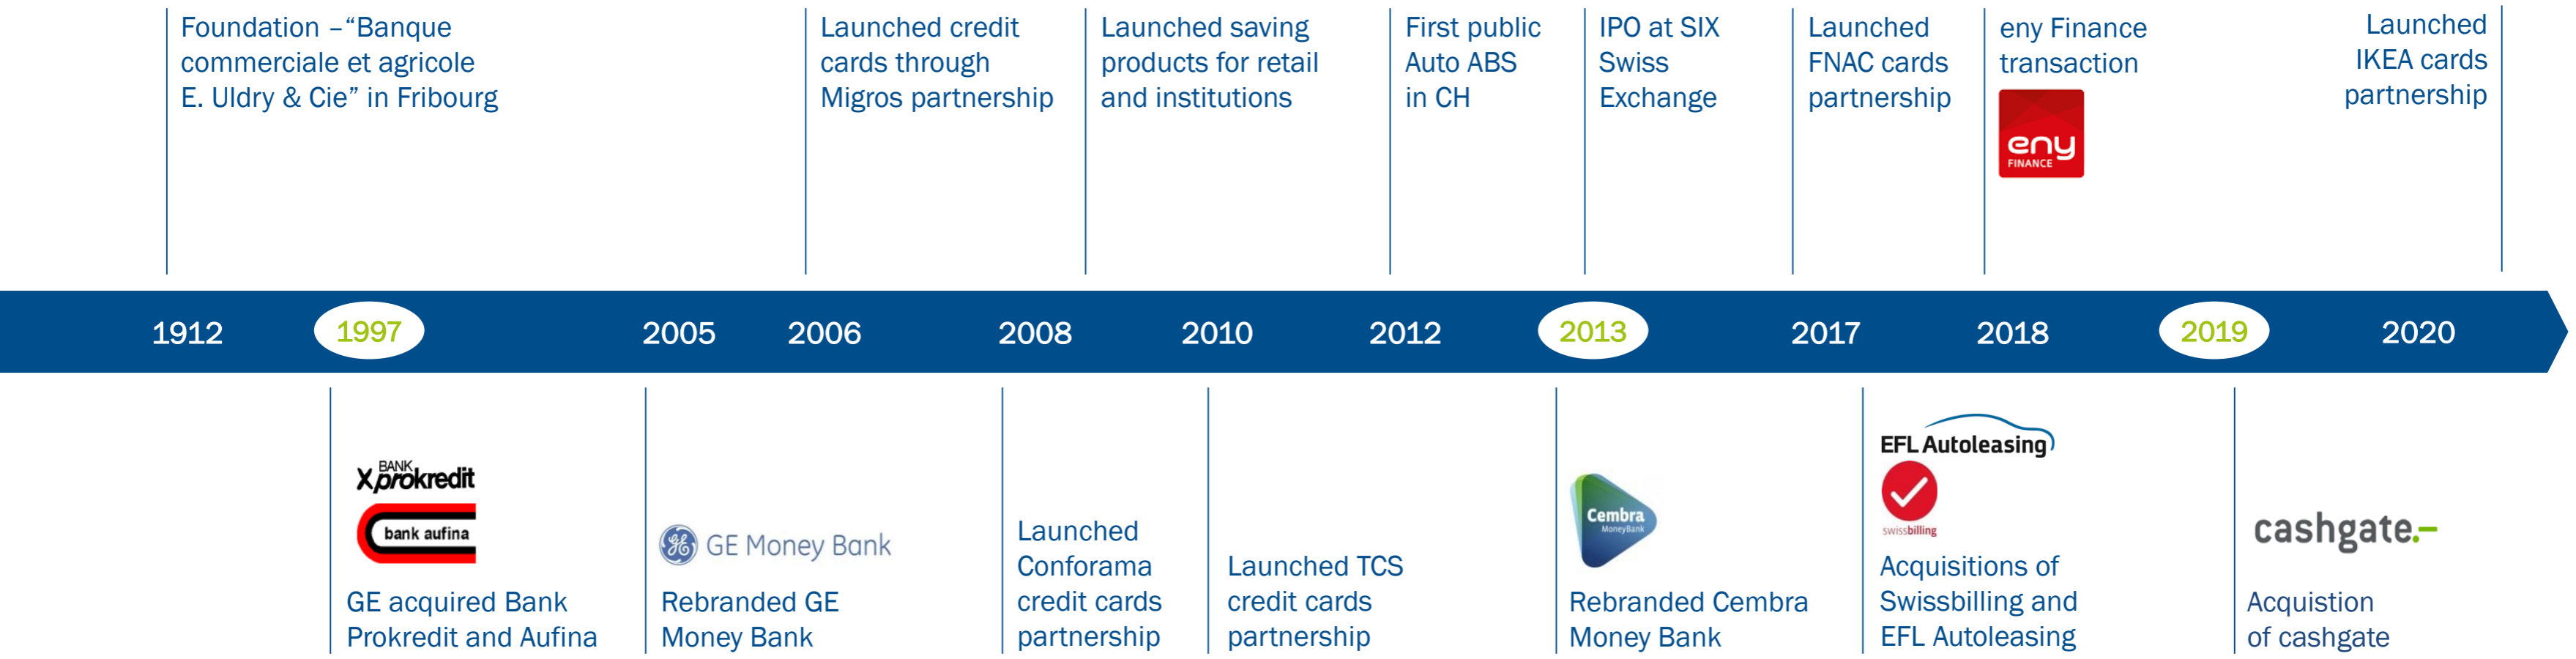 Foundation –“Banque
commerciale et agricole
E. Uldry & Cie” in Fribourg
Launched credit
cards through
Migros partnership
Launched saving
products for retail
and institutions
First public
Auto ABS
in CH
IPO at SIX
Swiss
Exchange
Launched
FNAC cards
partnership
eny Finance
transaction
eny
FINANCE
Launched
IKEA cards
partnership
1912 1997 2005 2006 2008 2010 2012 2013 2017 2018 2019 2020
BANK
Xprokredit
bank aufina
GE acquired Bank
Prokredit and Aufina
GE Money Bank
Rebranded GE
Money Bank
Launched
Conforama
credit cards
partnership
Launched TCS
credit cards
partnership
Cembra
MoneyBank
Rebranded Cembra
Money Bank
EFL Autoleasing
swissbilling
Acquisitions of
Swissbilling and
EFL Autoleasing
cashgate.–
Acquistion
of cashgate